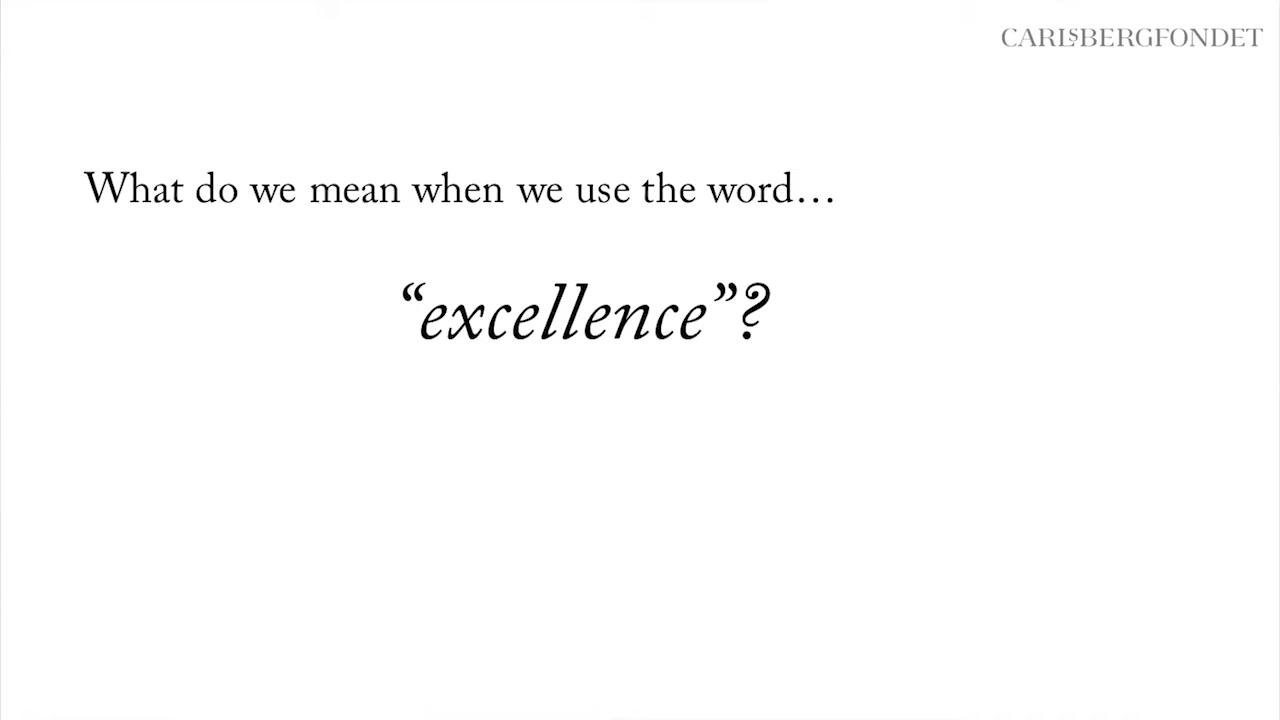 CARLSBERGFONDET
What do we mean when we use the word…
“excellence”?